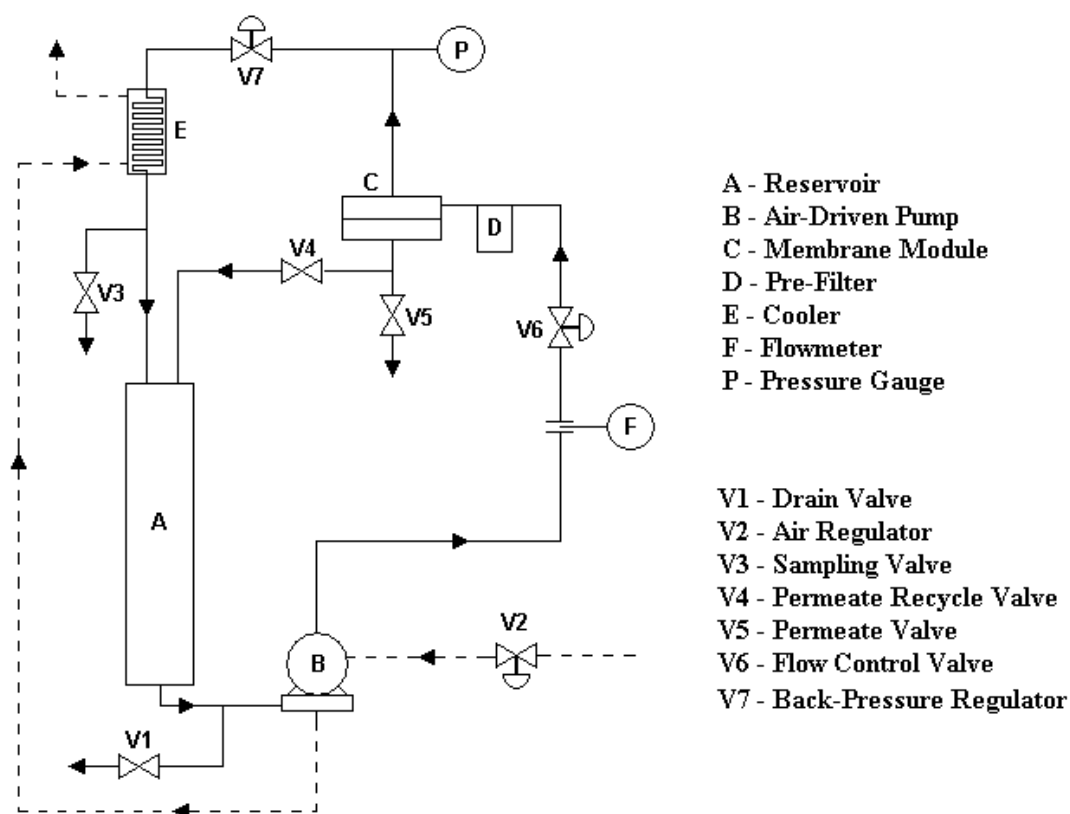 P
V7
E
C
D
V4
V3
V5
V6
F
A
V2
B
V1
A - Reservoir
B - Air-Driven Pump
C - Membrane Module
D - Pre-Filter
E - Cooler
F - Flowmeter
P - Pressure Gauge
V1 - Drain Valve
V2 - Air Regulator
V3 - Sampling Valve
V4 - Permeate Recycle Valve
V5 - Permeate Valve
V6 - Flow Control Valve
V7 - Back-Pressure Regulator